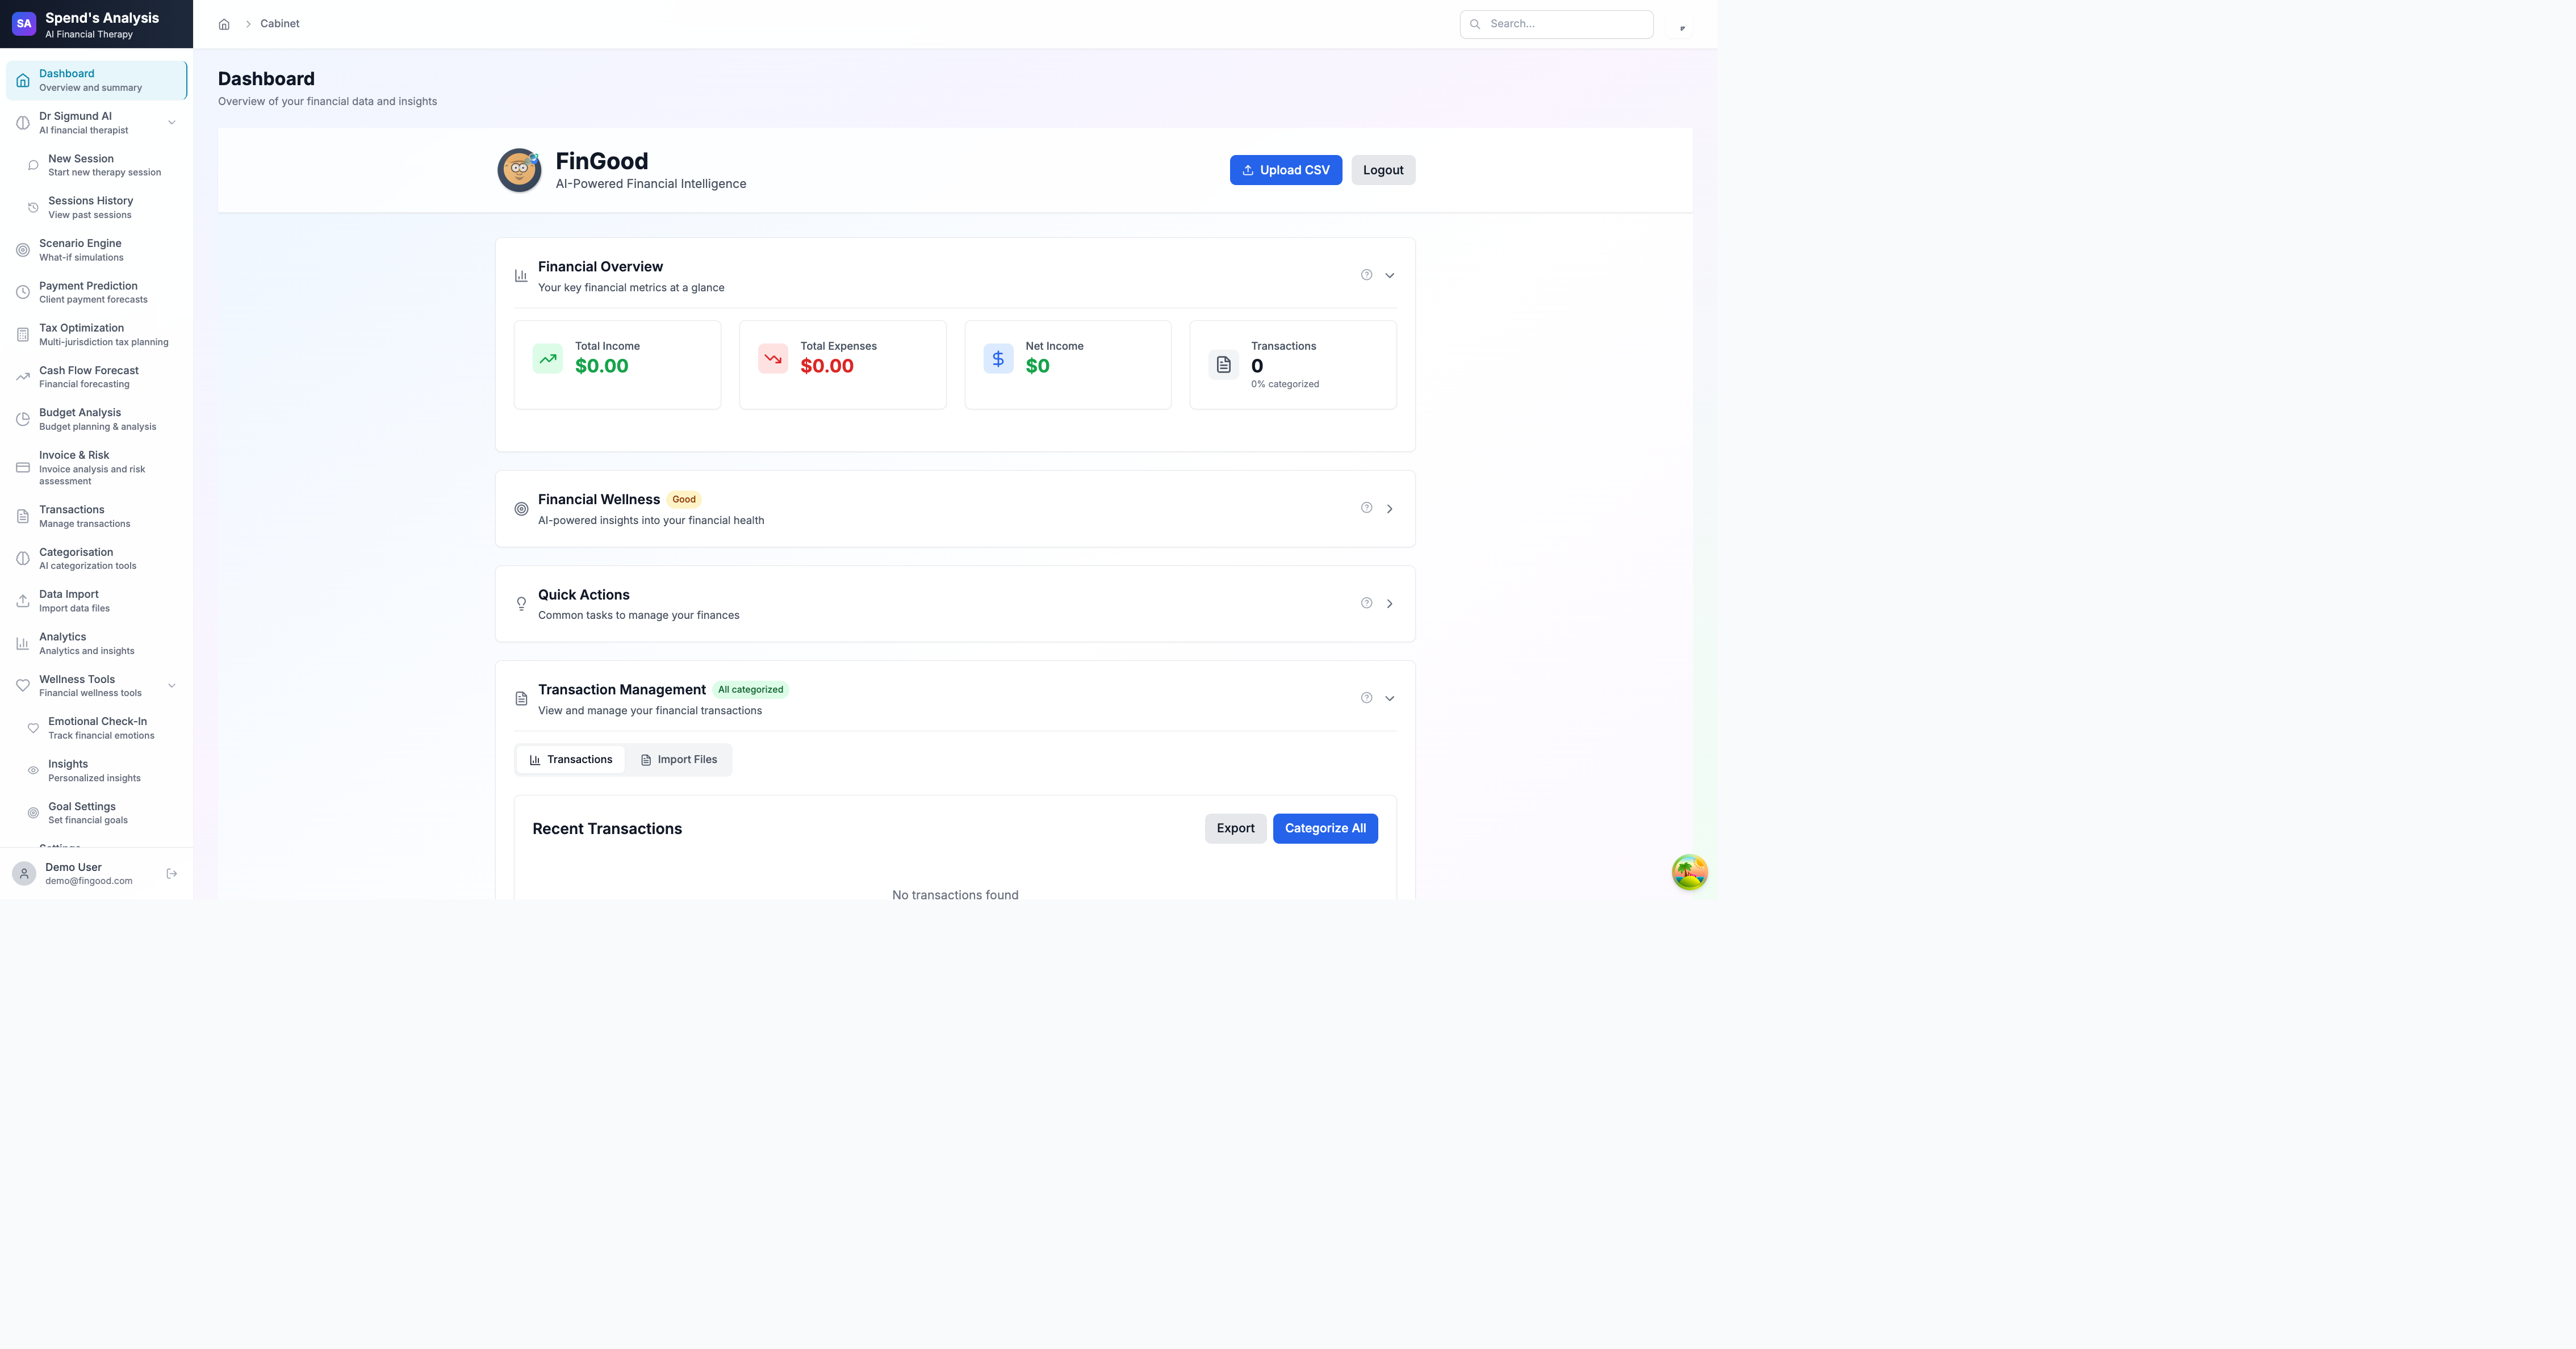 SA
Spend's Analysis
AI Financial Therapy
Cabinet
Search...
Dashboard
Overview and summary
Dr Sigmund AI
AI financial therapist
New Session
Start new therapy session
Sessions History
View past sessions
Scenario Engine
What-if simulations
Payment Prediction
Client payment forecasts
Tax Optimization
Multi-jurisdiction tax planning
Cash Flow Forecast
Financial forecasting
Budget Analysis
Budget planning & analysis
Invoice & Risk
Invoice analysis and risk
assessment
Transactions
Manage transactions
Categorisation
AI categorization tools
Data Import
Import data files
Analytics
Analytics and insights
Wellness Tools
Financial wellness tools
Emotional Check-In
Track financial emotions
Insights
Personalized insights
Goal Settings
Set financial goals
Demo User
demo@fingood.com
Dashboard
Overview of your financial data and insights
FinGood
AI-Powered Financial Intelligence
Upload CSV
Logout
Financial Overview
Your key financial metrics at a glance
Total Income
$0.00
Total Expenses
$0.00
Net Income
$0
Transactions
0
0% categorized
Financial Wellness Good
AI-powered insights into your financial health
Quick Actions
Common tasks to manage your finances
Transaction Management All categorized
View and manage your financial transactions
Transactions
Import Files
Recent Transactions
Export
Categorize All
No transactions found